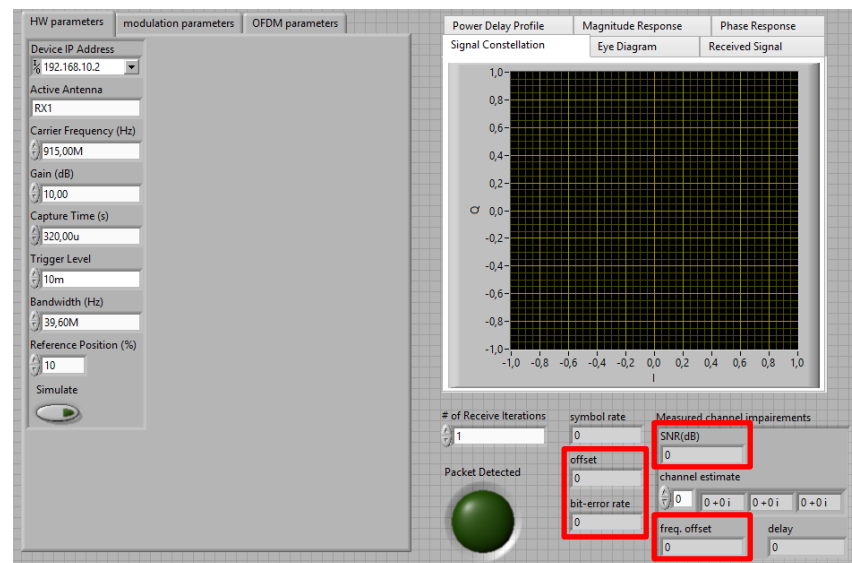 HW parameters
modulation parameters
OFDM parameters
Device IP Address
192.168.10.2
Active Antenna
RX1
Carrier Frequency (Hz)
915,00M
Gain (dB)
10,00
Capture Time (s)
320,00u
Trigger Level
10m
Bandwidth (Hz)
39,60M
Reference Position (%)
10
Simulate
Power Delay Profile
Magnitude Response
Phase Response
Signal Constellation
Eye Diagram
Received Signal
1,0
0,8
0,6
0,4
0,2
0,0
-0,2
-0,4
-0,6
-0,8
-1,0
Q
-1,0 -0,8 -0,6 -0,4 -0,2 0,0 0,2 0,4 0,6 0,8 1,0
I
# of Receive Iterations
1
Packet Detected
symbol rate
0
offset
0
bit-error rate
0
Measured channel impairements
SNR(dB)
0
channel estimate
0 0+0i 0+0i 0+0i
freq. offset
0
delay
0